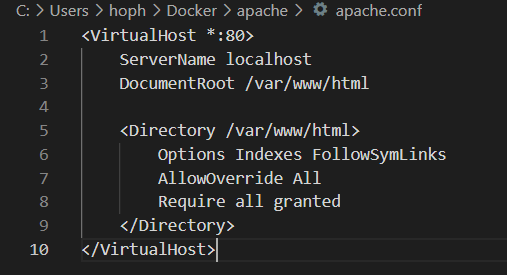 C: > Users > hoph > Docker > apache > apache.conf
1 <VirtualHost *:80>
2 ServerName localhost
3 DocumentRoot /var/www/html
4
5 <Directory /var/www/html>
6 Options Indexes FollowSymLinks
7 AllowOverride All
8 Require all granted
9 </Directory>
10 </VirtualHost>